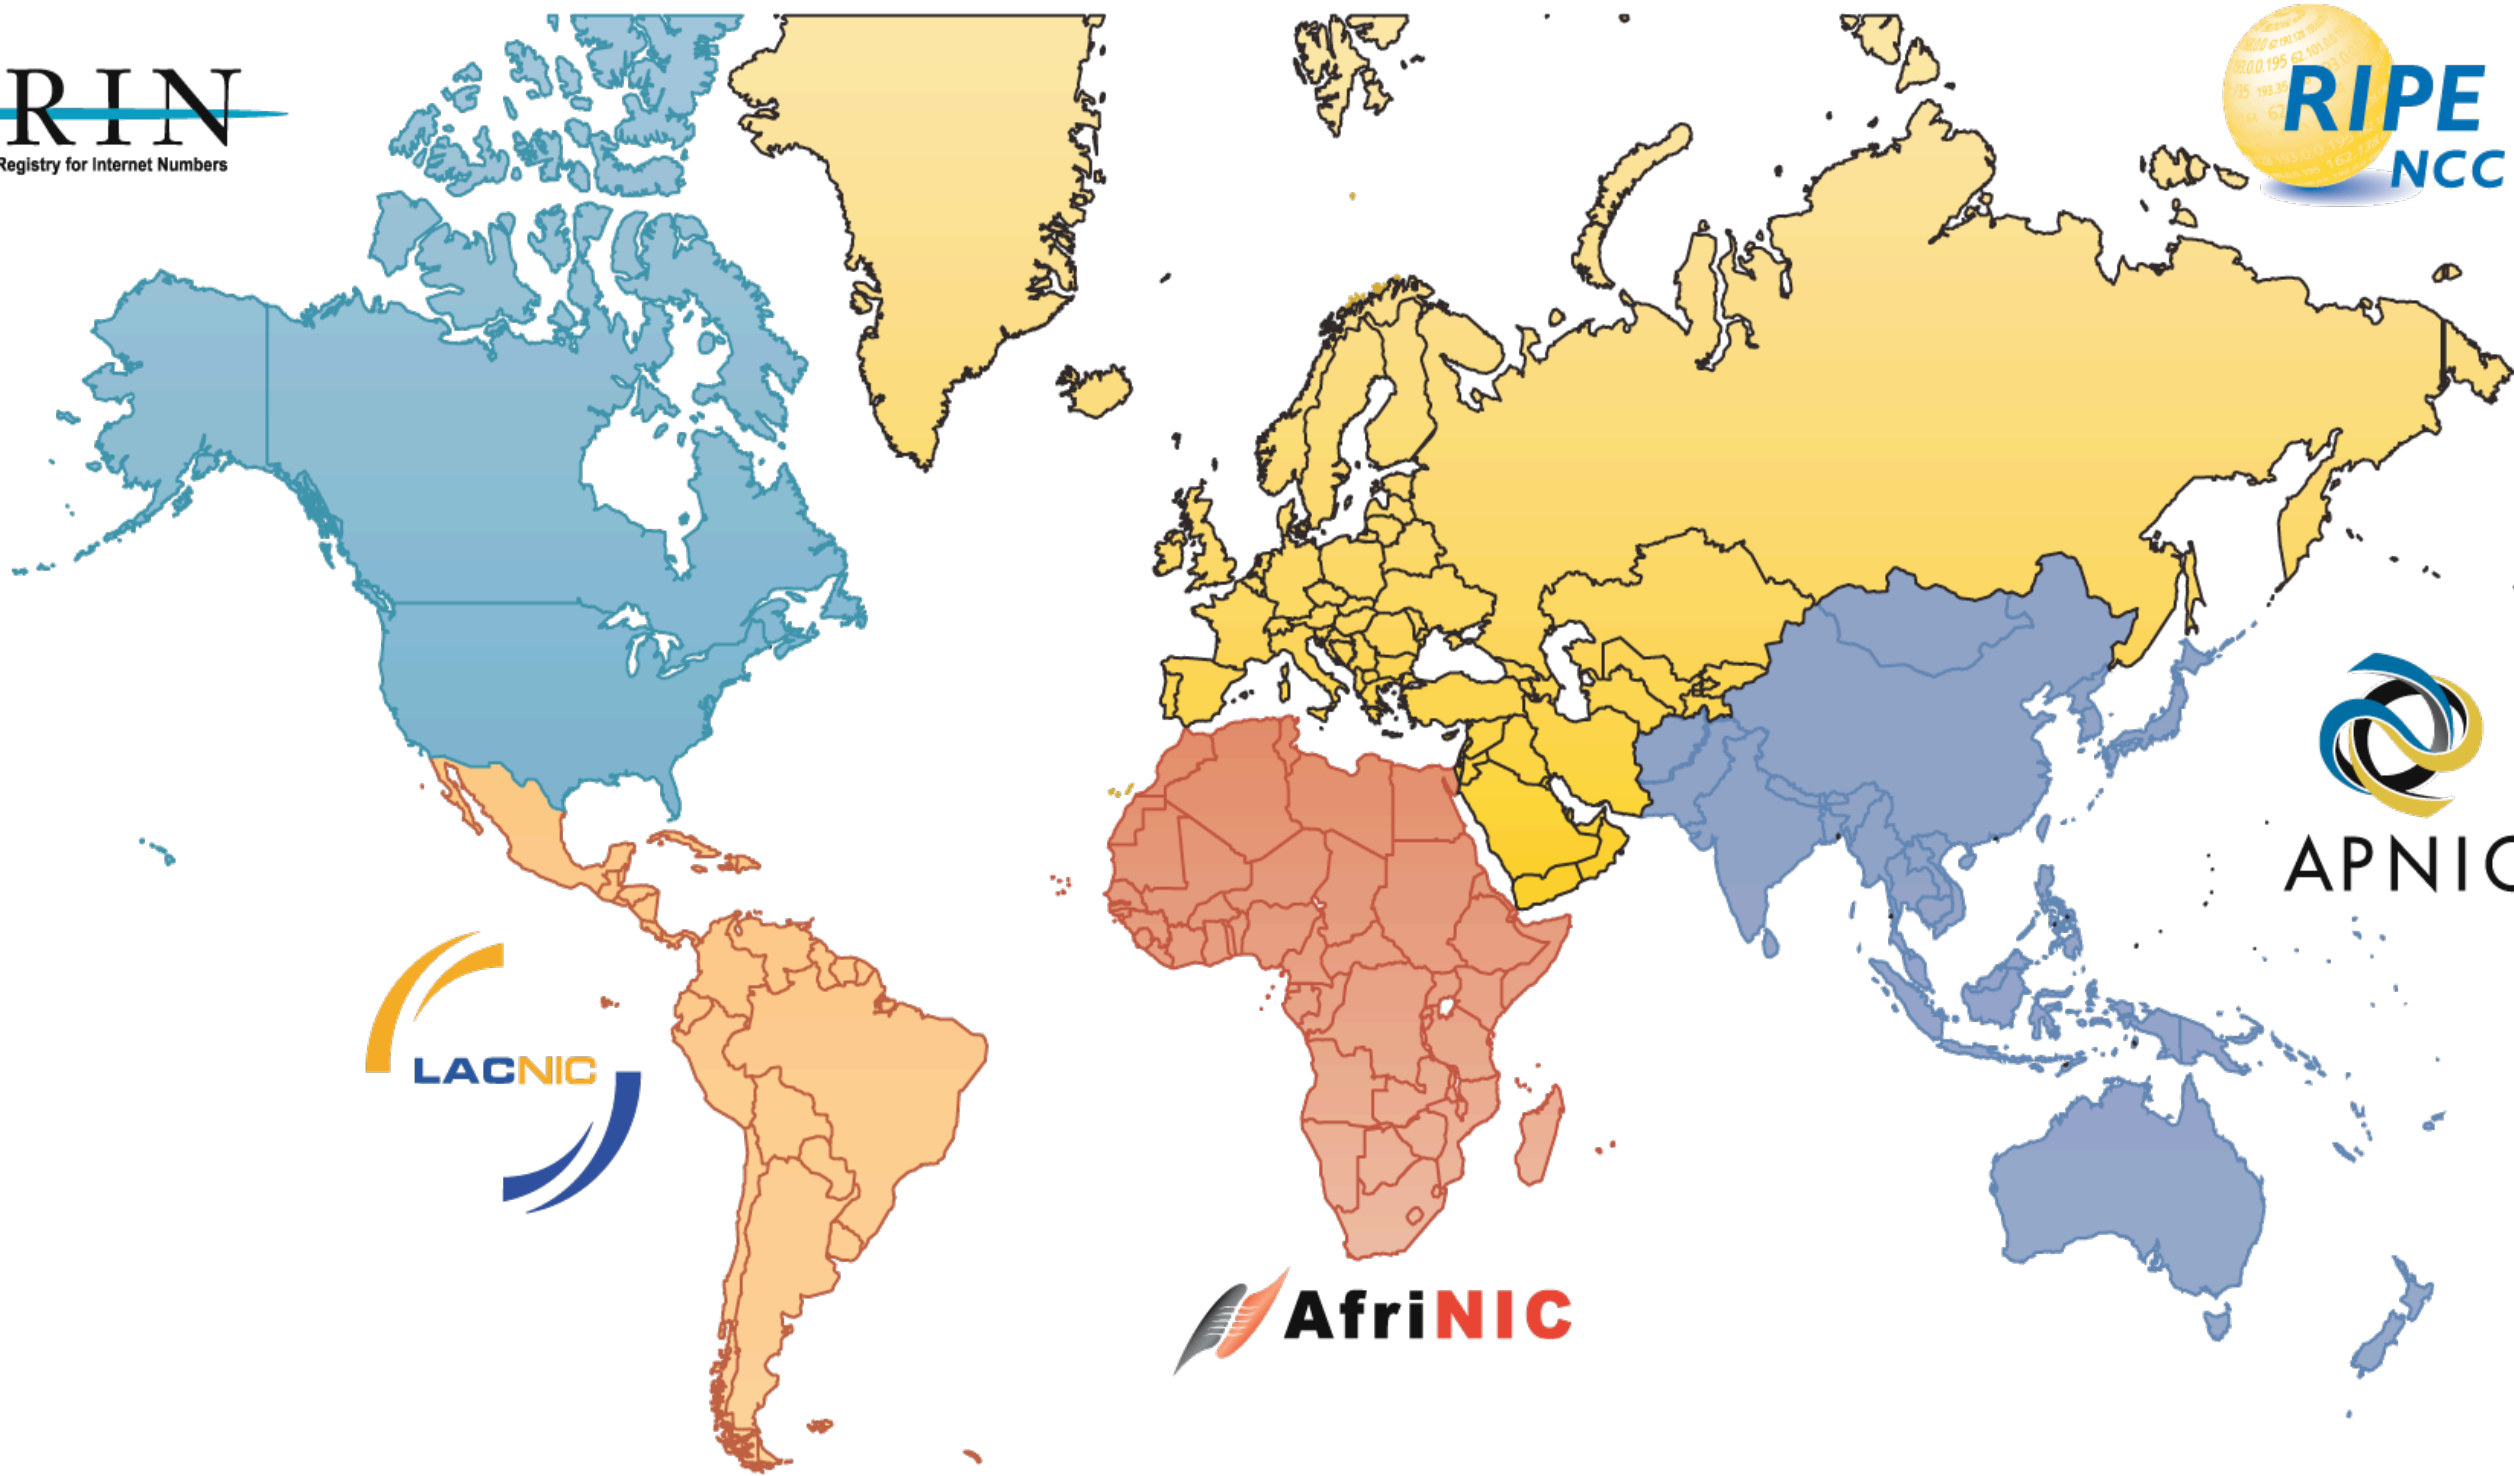 RIN
Registry for Internet Numbers
RIPE
NCC
APNIC
LACNIC
AfriNIC